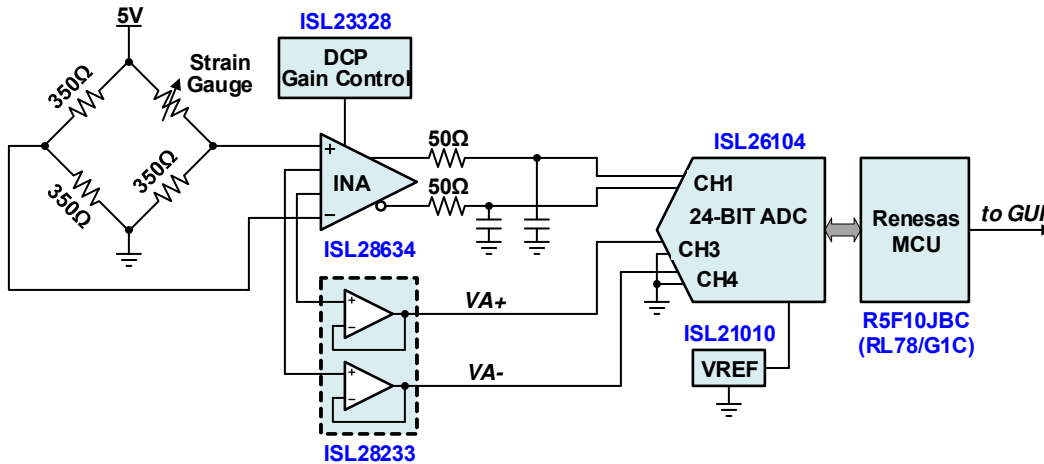 5V
350Ω
Strain
Gauge
350Ω
350Ω
ISL23328
DCP
Gain Control
+
INA
−
ISL28634
50Ω
50Ω
ISL26104
CH1
24-BIT ADC
CH3
CH4
Renesas
MCU
to GUI
R5F10JBC
(RL78/G1C)
+
−
VA+
+
−
VA-
ISL28233
ISL21010
VREF